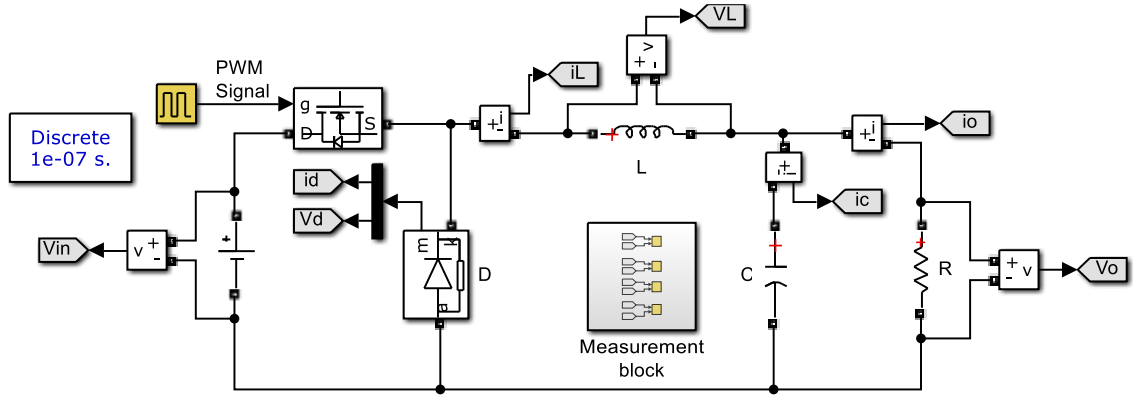 VL
PWM
Signal
iL
g
D
S
i
+
-
v
+
-
io
i
+
-
Discrete
1e-07 s.
L
id
Vd
i
+
-
ic
Vin
v
+
-
+
m
k
a
D
C
R
+
-
v
Vo
Measurement
block